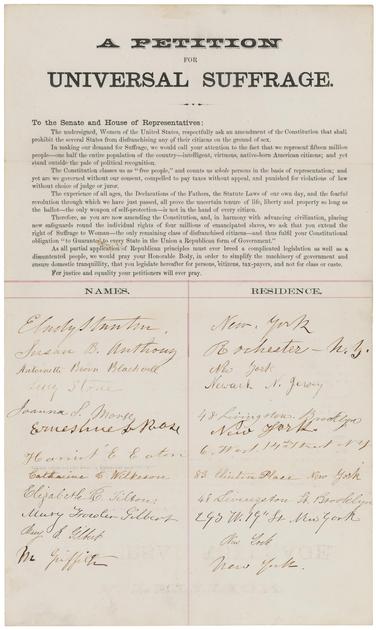 A PETITION
FOR
UNIVERSAL SUFFRAGE.
To the Senate and House of Representatives:
The undersigned, Women of the United States, respectfully ask an amendment of the Constitution that shall
prohibit the several States from disfranchising any of their citizens on the ground of sex.
In making our demand for Suffrage, we would call your attention to the fact that we represent fifteen million
people—one half the entire population of the country—intelligent, virtuous, native-born American citizens; and yet
stand outside the pale of political recognition.
The Constitution classes us as "free people," and counts us whole persons in the basis of representation; and
yet are we governed without our consent, compelled to pay taxes without appeal, and punished for violations of law
without choice of judge or juror.
The experience of all ages, the Declarations of the Fathers, the Statute Laws of our own day, and the fearful
revolution through which we have just passed, all prove the uncertain tenure of life, liberty and property so long as
the ballot—the only weapon of self-protection—is not in the hand of every citizen.
Therefore, as you are now amending the Constitution, and, in harmony with advancing civilization, placing
new safeguards round the individual rights of four millions of emancipated slaves, we ask that you extend the
right of Suffrage to Woman—the only remaining class of disfranchised citizens—and thus fulfil your Constitutional
obligation "to Guarantee to every State in the Union a Republican form of Government."
As all partial application of Republican principles must ever breed a complicated legislation as well as a
discontented people, we would pray your Honorable Body, in order to simplify the machinery of government and
ensure domestic tranquility, that you legislate hereafter for persons, citizens, tax-payers, and not for class or caste.
For justice and equality your petitioners will ever pray.
NAMES. RESIDENCE.
E Cady Stanton. New York
Susan B. Anthony Rochester - N.Y.
Antoinette Brown Blackwell New York
Lucy Stone Newark N. Jersey
Joanna S. Morse 48 Livingston. Brooklyn
Ernestine L Rose New York
Harriet E. Eaton 6. West 14th Street N.Y
Catharine C Wilkeson 83 Clinton Place New York
Elizabeth R. Tilton 48 Livingston St. Brooklyn
Mary Fowler Gilbert 293 W. 19th St New York
Gilbert New York
M Griffith New York.